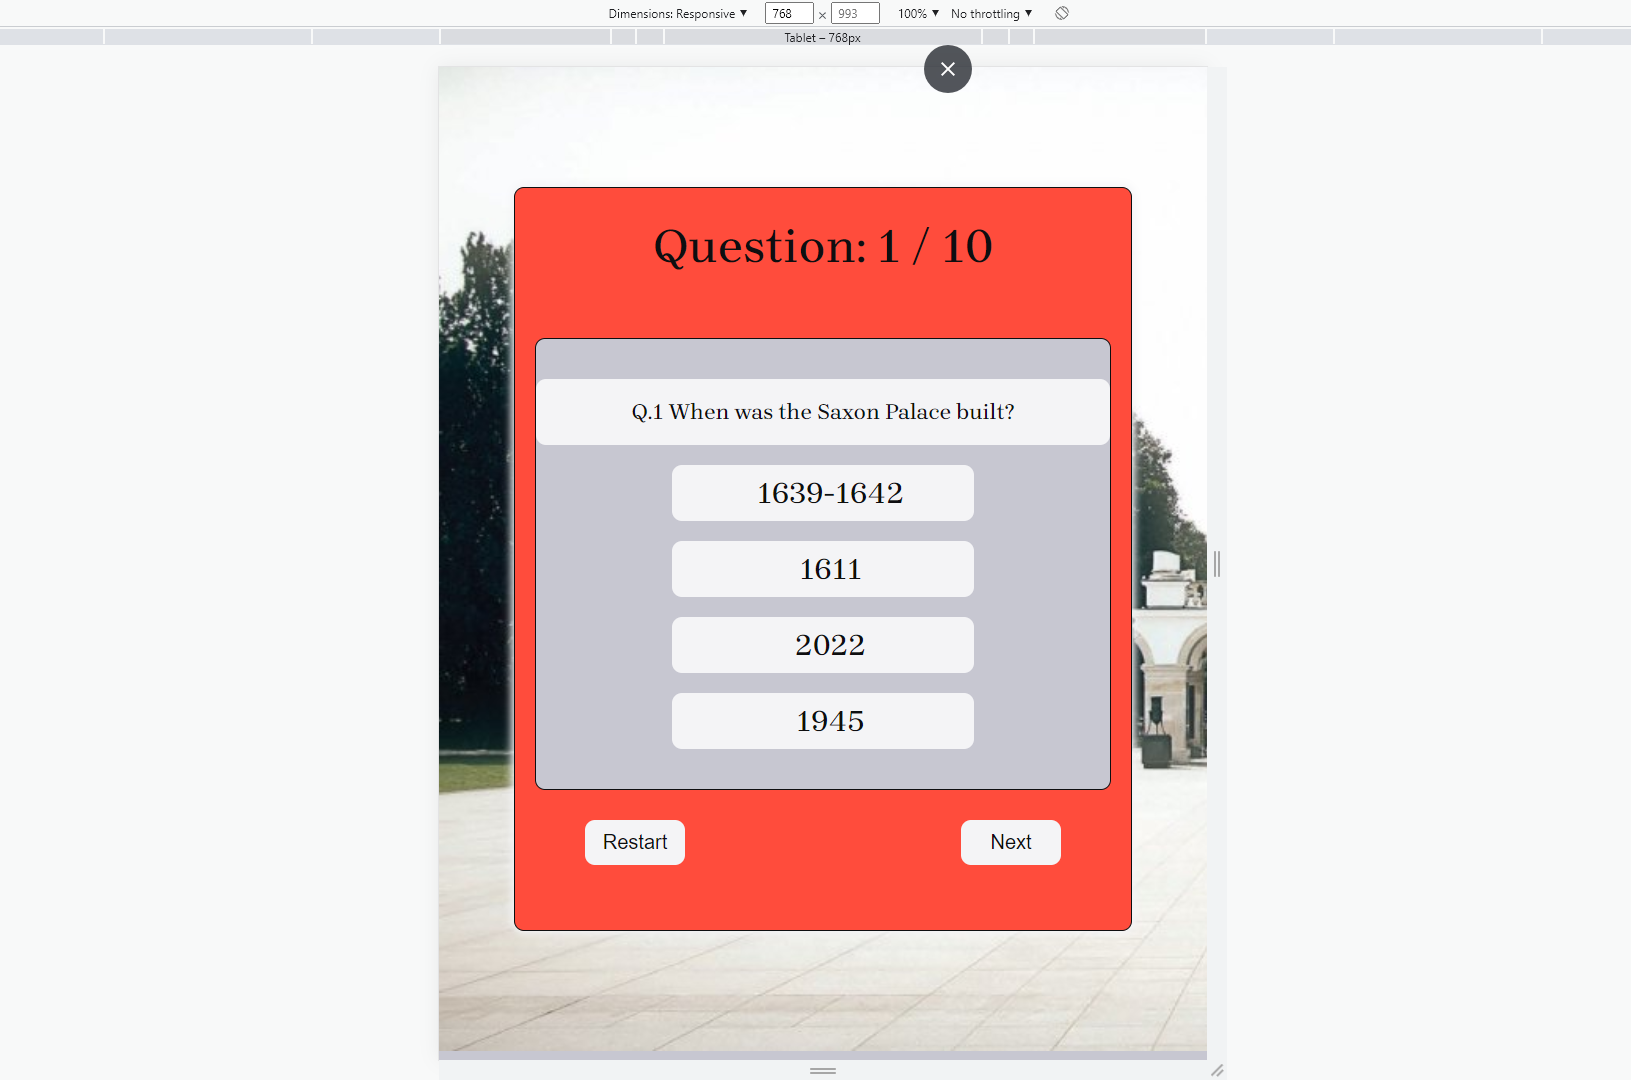 Dimensions: Responsive ▼ 768 × 993 100% ▼ No throttling ▼
Tablet – 768px
Question: 1 / 10
Q.1 When was the Saxon Palace built?
1639-1642
1611
2022
1945
Restart Next